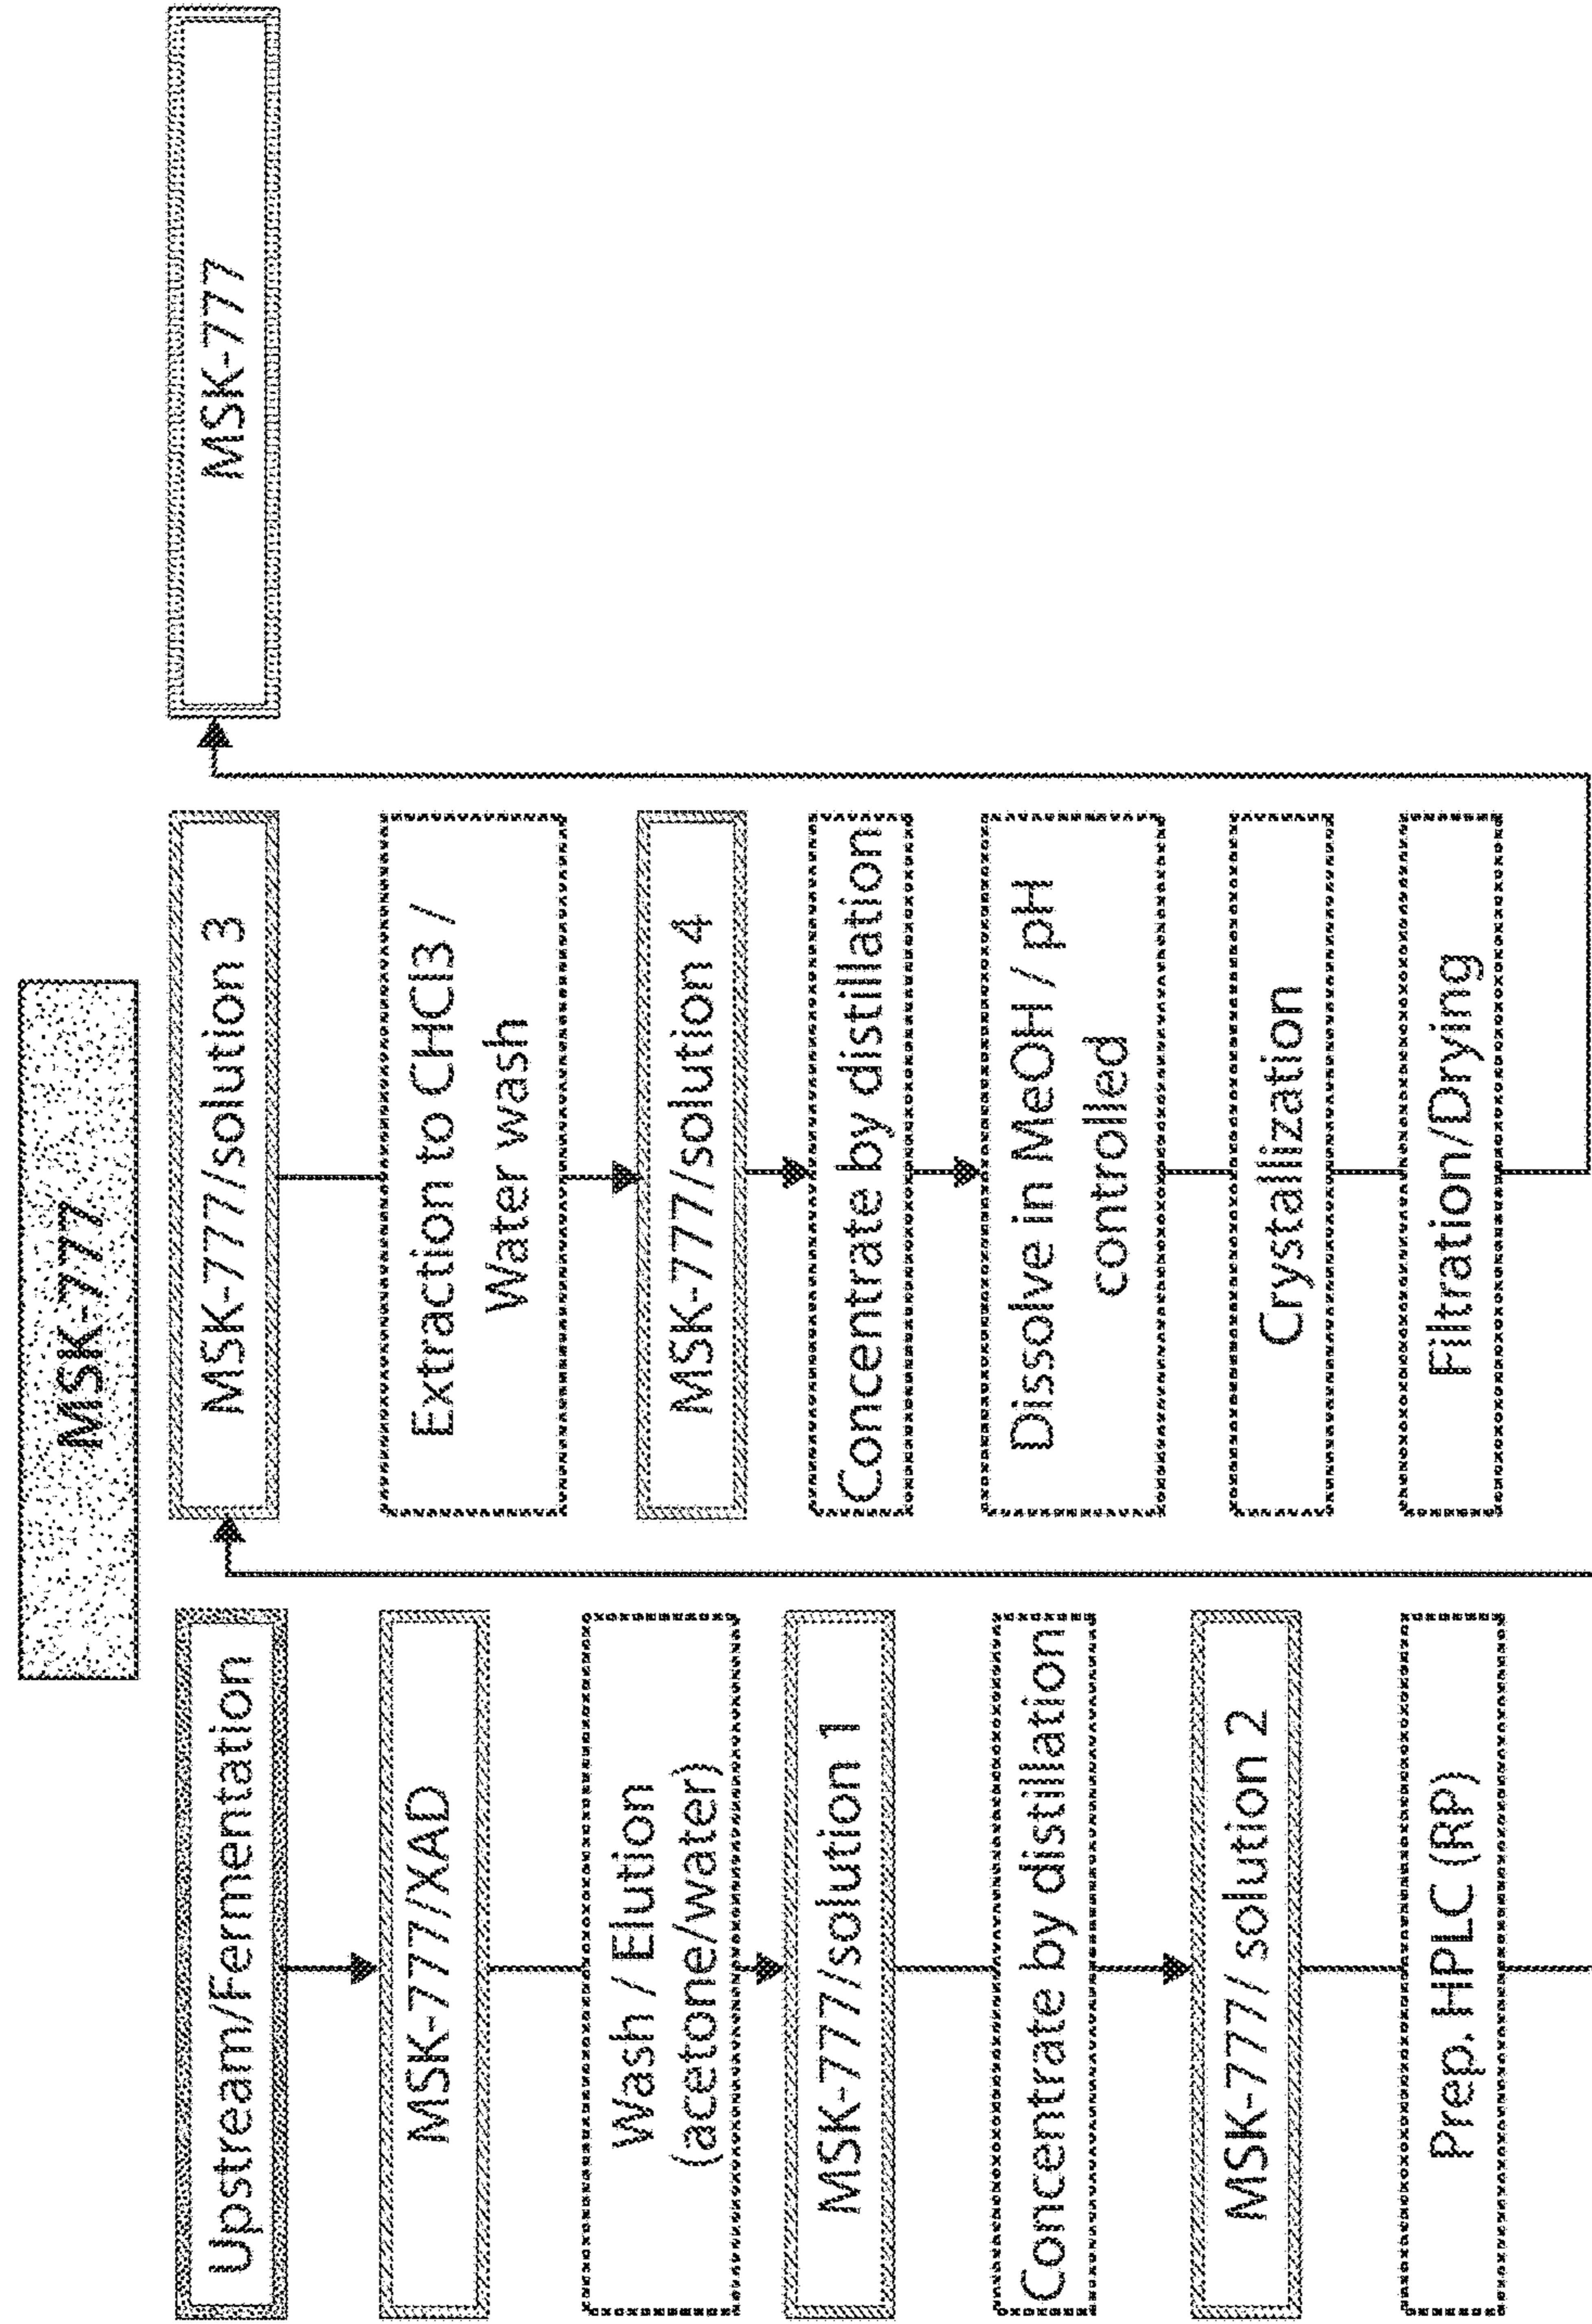 MSK-777
Upstream/Fermentation
MSK-777/XAD
Wash / Elution
(acetone/water)
MSK-777/solution 1
Concentrate by distillation
MSK-777/ solution 2
Prep. HPLC (RP)
MSK-777/solution 3
Extraction to CHCl3 /
Water wash
MSK-777/solution 4
Concentrate by distillation
Dissolve in MeOH / pH
controlled
Crystallization
Filtration/Drying
MSK-777